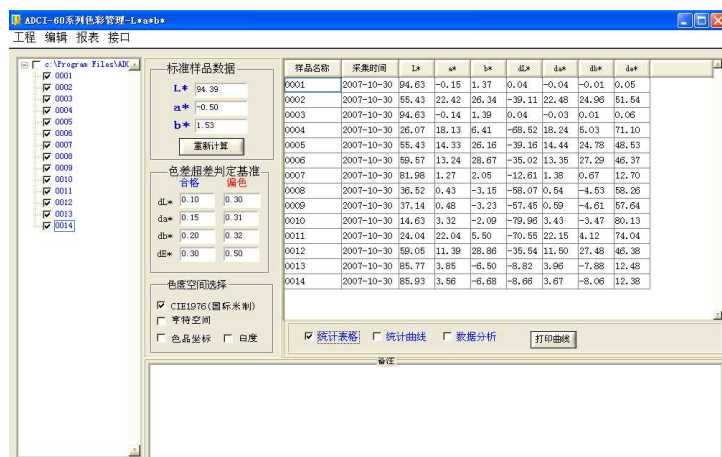 ADCI-60系列色彩管理-L*a*b*
工程 编辑 报表 接口
c:\Program Files\ADC
0001
0002
0003
0004
0005
0006
0007
0008
0009
0010
0011
0012
0013
0014
标准样品数据
L* 94.39
a* -0.50
b* 1.53
重新计算
色差超差判定基准
合格 偏色
dL* 0.10 0.30
da* 0.15 0.31
db* 0.20 0.32
dE* 0.30 0.50
色度空间选择
CIE1976(国际米制)
亨特空间
色品坐标 白度
样品名称 采集时间 L* a* b* dL* da* db* de*
0001 2007-10-30 94.63 -0.15 1.37 0.04 -0.04 -0.01 0.05
0002 2007-10-30 55.43 22.42 26.34 -39.11 22.48 24.96 51.54
0003 2007-10-30 94.63 -0.14 1.39 0.04 -0.03 0.01 0.06
0004 2007-10-30 26.07 18.13 6.41 -68.52 18.24 5.03 71.10
0005 2007-10-30 55.43 14.33 26.16 -39.16 14.44 24.78 48.53
0006 2007-10-30 59.57 13.24 28.67 -35.02 13.35 27.29 46.37
0007 2007-10-30 81.98 1.27 2.05 -12.61 1.38 0.67 12.70
0008 2007-10-30 36.52 0.43 -3.15 -58.07 0.54 -4.53 58.26
0009 2007-10-30 37.14 0.48 -3.23 -57.45 0.59 -4.61 57.64
0010 2007-10-30 14.63 3.32 -2.09 -79.96 3.43 -3.47 80.13
0011 2007-10-30 24.04 22.04 5.50 -70.55 22.15 4.12 74.04
0012 2007-10-30 59.05 11.39 28.86 -35.54 11.50 27.48 46.38
0013 2007-10-30 85.77 3.85 -6.50 -8.82 3.96 -7.88 12.48
0014 2007-10-30 85.93 3.56 -6.68 -8.66 3.67 -8.06 12.38
统计表格 统计曲线 数据分析 打印曲线
备注